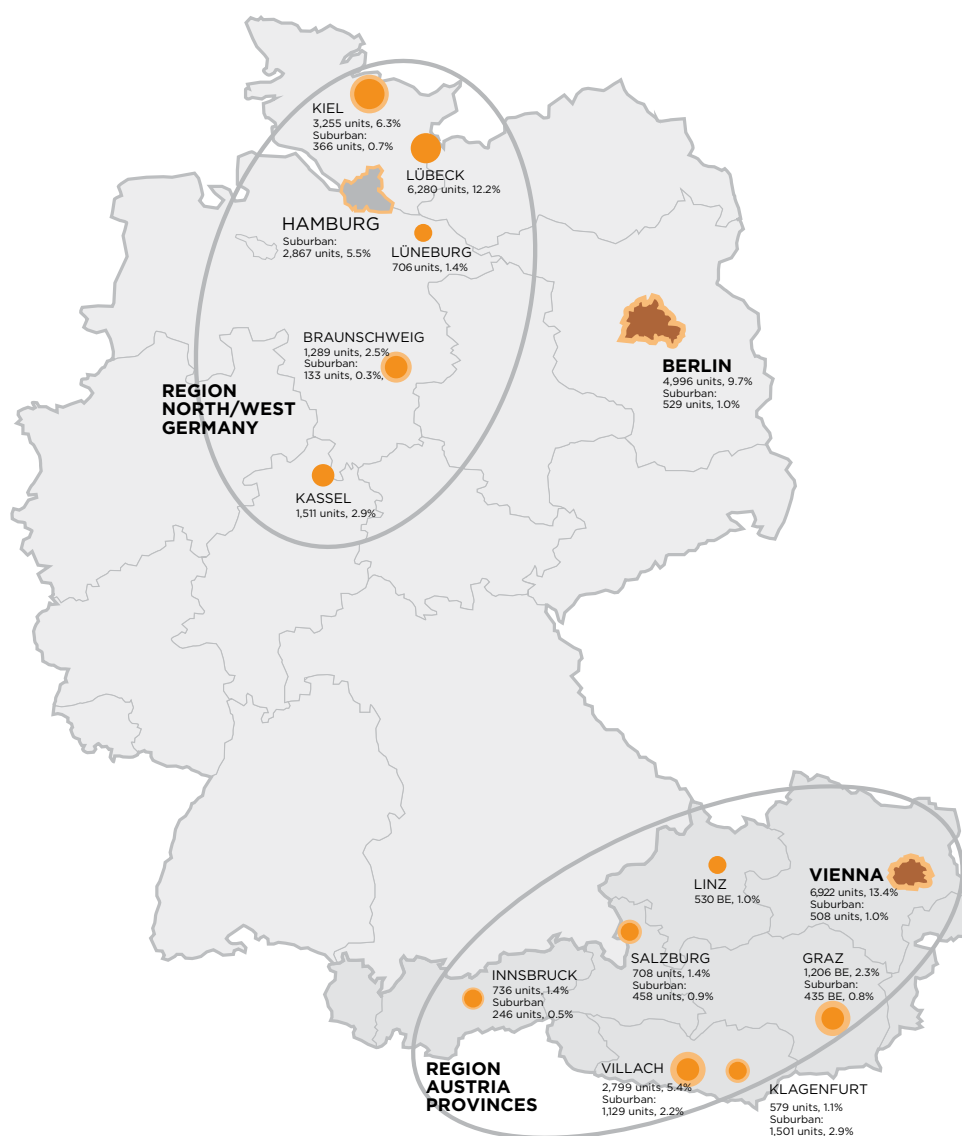 KIEL
3,255 units, 6.3%
Suburban:
366 units, 0.7%
LÜBECK
6,280 units, 12.2%
HAMBURG
Suburban:
2,867 units, 5.5%
LÜNEBURG
706 units, 1.4%
BRAUNSCHWEIG
1,289 units, 2.5%
Suburban:
133 units, 0.3%,
BERLIN
4,996 units, 9.7%
Suburban:
529 units, 1.0%
REGION
NORTH/WEST
GERMANY
KASSEL
1,511 units, 2.9%
LINZ
530 BE, 1.0%
VIENNA
6,922 units, 13.4%
Suburban:
508 units, 1.0%
SALZBURG
708 units, 1.4%
Suburban:
458 units, 0.9%
GRAZ
1,206 BE, 2.3%
Suburban:
435 BE, 0.8%
INNSBRUCK
736 units, 1.4%
Suburban
246 units, 0.5%
REGION
AUSTRIA
PROVINCES
VILLACH
2,799 units, 5.4%
Suburban:
1,129 units, 2.2%
KLAGENFURT
579 units, 1.1%
Suburban:
1,501 units, 2.9%